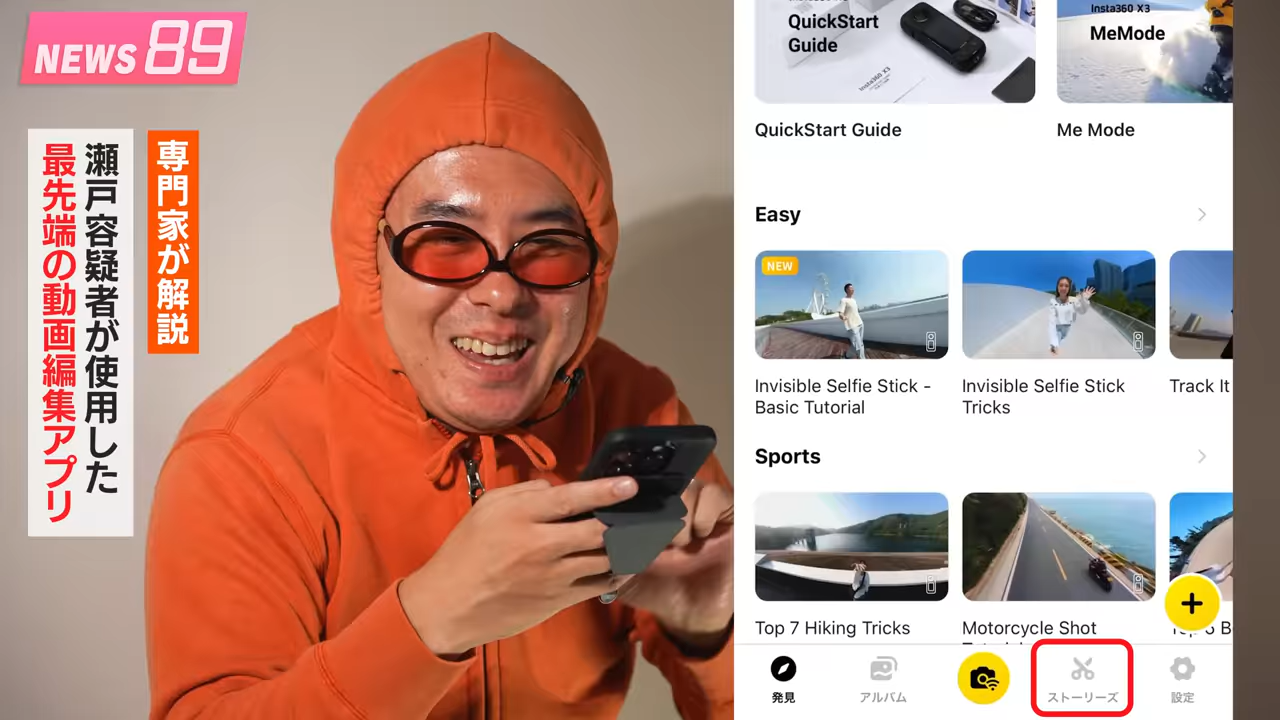 NEWS 89
専門家が解説
瀬戸容疑者が使用した
最先端の動画編集アプリ
QuickStart
Guide
Insta360 X3
Insta360 X3
MeMode
QuickStart Guide
Me Mode
Easy
NEW
Invisible Selfie Stick -
Basic Tutorial
Invisible Selfie Stick
Tricks
Track It
Sports
Top 7 Hiking Tricks
Motorcycle Shot
発見
アルバム
ストーリーズ
設定